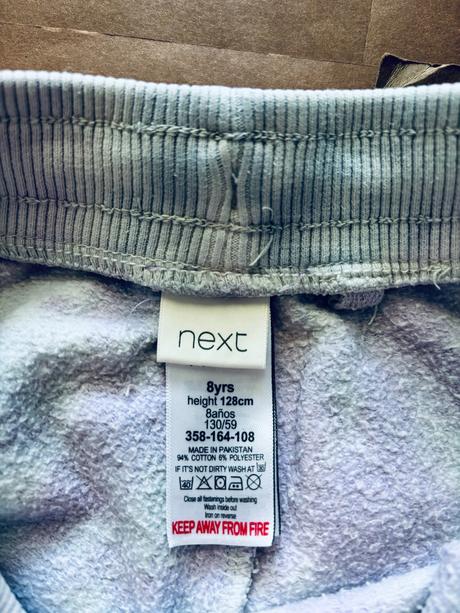 next
8yrs
height 128cm
8años
130/59
358-164-108
MADE IN PAKISTAN
94% COTTON 6% POLYESTER
IF IT'S NOT DIRTY WASH AT 30
40
Close all fastenings before washing
Wash inside out
Iron on reverse
KEEP AWAY FROM FIRE